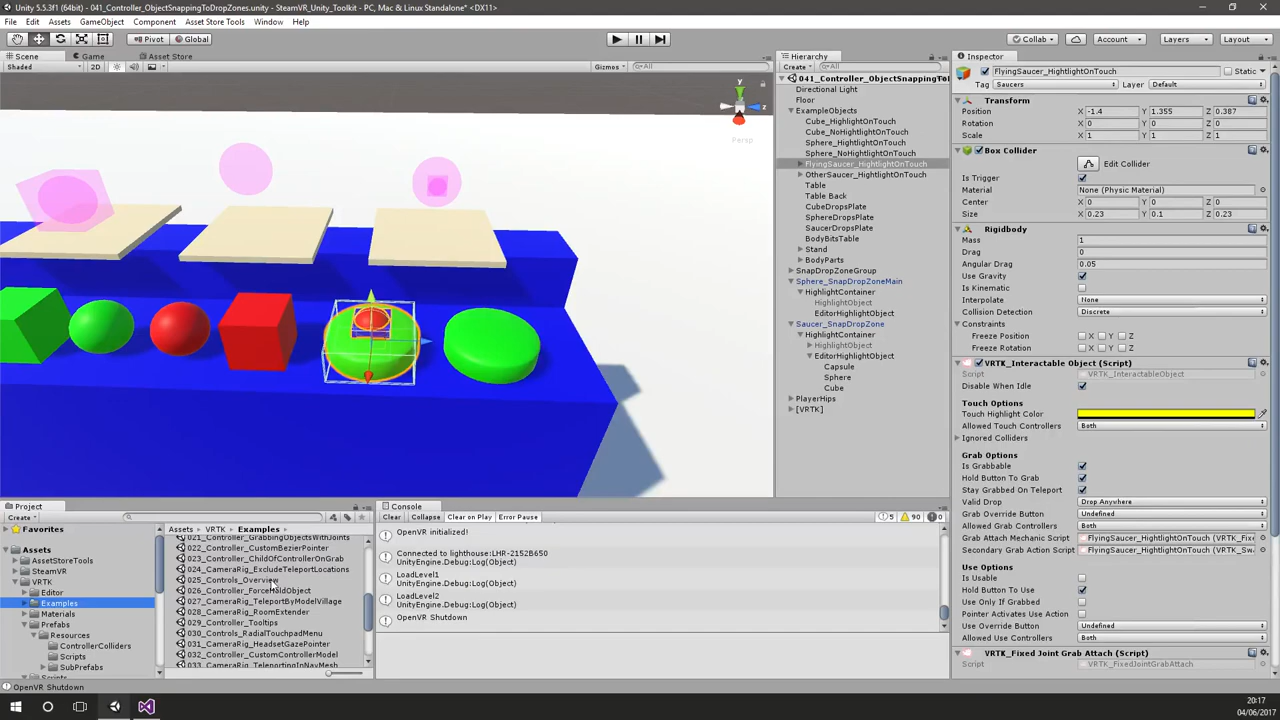 Unity 5.5.3f1 (64bit) - 041_Controller_ObjectSnappingToDropZones.unity - SteamVR_Unity_Toolkit - PC, Mac & Linux Standalone* <DX11>
File Edit Assets GameObject Component Asset Store Tools Window Help
Pivot Global Collab Account Layers Layout
Scene Game Asset Store
Shaded 2D Gizmos All
y z Persp
Hierarchy
Create All
041_Controller_ObjectSnappingTo
Directional Light
Floor
ExampleObjects
Cube_HighlightOnTouch
Cube_NoHightlightOnTouch
Sphere_HightlightOnTouch
Sphere_NoHightlightOnTouch
FlyingSaucer_HightlightOnTouch
OtherSaucer_HightlightOnTouch
Table
Table Back
CubeDropsPlate
SphereDropsPlate
SaucerDropsPlate
BodyBitsTable
Stand
BodyParts
SnapDropZoneGroup
Sphere_SnapDropZoneMain
HighlightContainer
HighlightObject
EditorHighlightObject
Saucer_SnapDropZone
HighlightContainer
HighlightObject
EditorHighlightObject
Capsule
Sphere
Cube
PlayerHips
[VRTK]
Inspector
FlyingSaucer_HightlightOnTouch Static
Tag Saucers Layer Default
Transform
Position X -1.4 Y 1.355 Z 0.387
Rotation X 0 Y 0 Z 0
Scale X 1 Y 1 Z 1
Box Collider
Edit Collider
Is Trigger
Material None (Physic Material)
Center X 0 Y 0 Z 0
Size X 0.23 Y 0.1 Z 0.23
Rigidbody
Mass 1
Drag 0
Angular Drag 0.05
Use Gravity
Is Kinematic
Interpolate None
Collision Detection Discrete
Constraints
Freeze Position X Y Z
Freeze Rotation X Y Z
VRTK_Interactable Object (Script)
Script VRTK_InteractableObject
Disable When Idle
Touch Options
Touch Highlight Color
Allowed Touch Controllers Both
Ignored Colliders
Grab Options
Is Grabbable
Hold Button To Grab
Stay Grabbed On Teleport
Valid Drop Drop Anywhere
Grab Override Button Undefined
Allowed Grab Controllers Both
Grab Attach Mechanic Script FlyingSaucer_HightlightOnTouch (VRTK_Fixe
Secondary Grab Action Script FlyingSaucer_HightlightOnTouch (VRTK_Sw
Use Options
Is Usable
Hold Button To Use
Use Only If Grabbed
Pointer Activates Use Action
Use Override Button Undefined
Allowed Use Controllers Both
VRTK_Fixed Joint Grab Attach (Script)
Script VRTK_FixedJointGrabAttach
Project
Create
Favorites
Assets
AssetStoreTools
SteamVR
VRTK
Editor
Examples
Materials
Prefabs
Resources
ControllerColliders
Scripts
SubPrefabs
Scripts
Assets VRTK Examples
021_Controller_GrabbingObjectsWithJoints
022_Controller_CustomBezierPointer
023_Controller_ChildOfControllerOnGrab
024_CameraRig_ExcludeTeleportLocations
025_Controls_Overview
026_Controller_ForceHoldObject
027_CameraRig_TeleportByModelVillage
028_CameraRig_RoomExtender
029_Controller_Tooltips
030_Controls_RadialTouchpadMenu
031_CameraRig_HeadsetGazePointer
032_Controller_CustomControllerModel
033_CameraRig_TeleportingInNavMesh
Console
Clear Collapse Clear on Play Error Pause 5 90 0
OpenVR initialized!
Connected to lighthouse:LHR-2152B650
UnityEngine.Debug:Log(Object)
LoadLevel1
UnityEngine.Debug:Log(Object)
LoadLevel2
UnityEngine.Debug:Log(Object)
OpenVR Shutdown
OpenVR Shutdown
20:17
04/06/2017